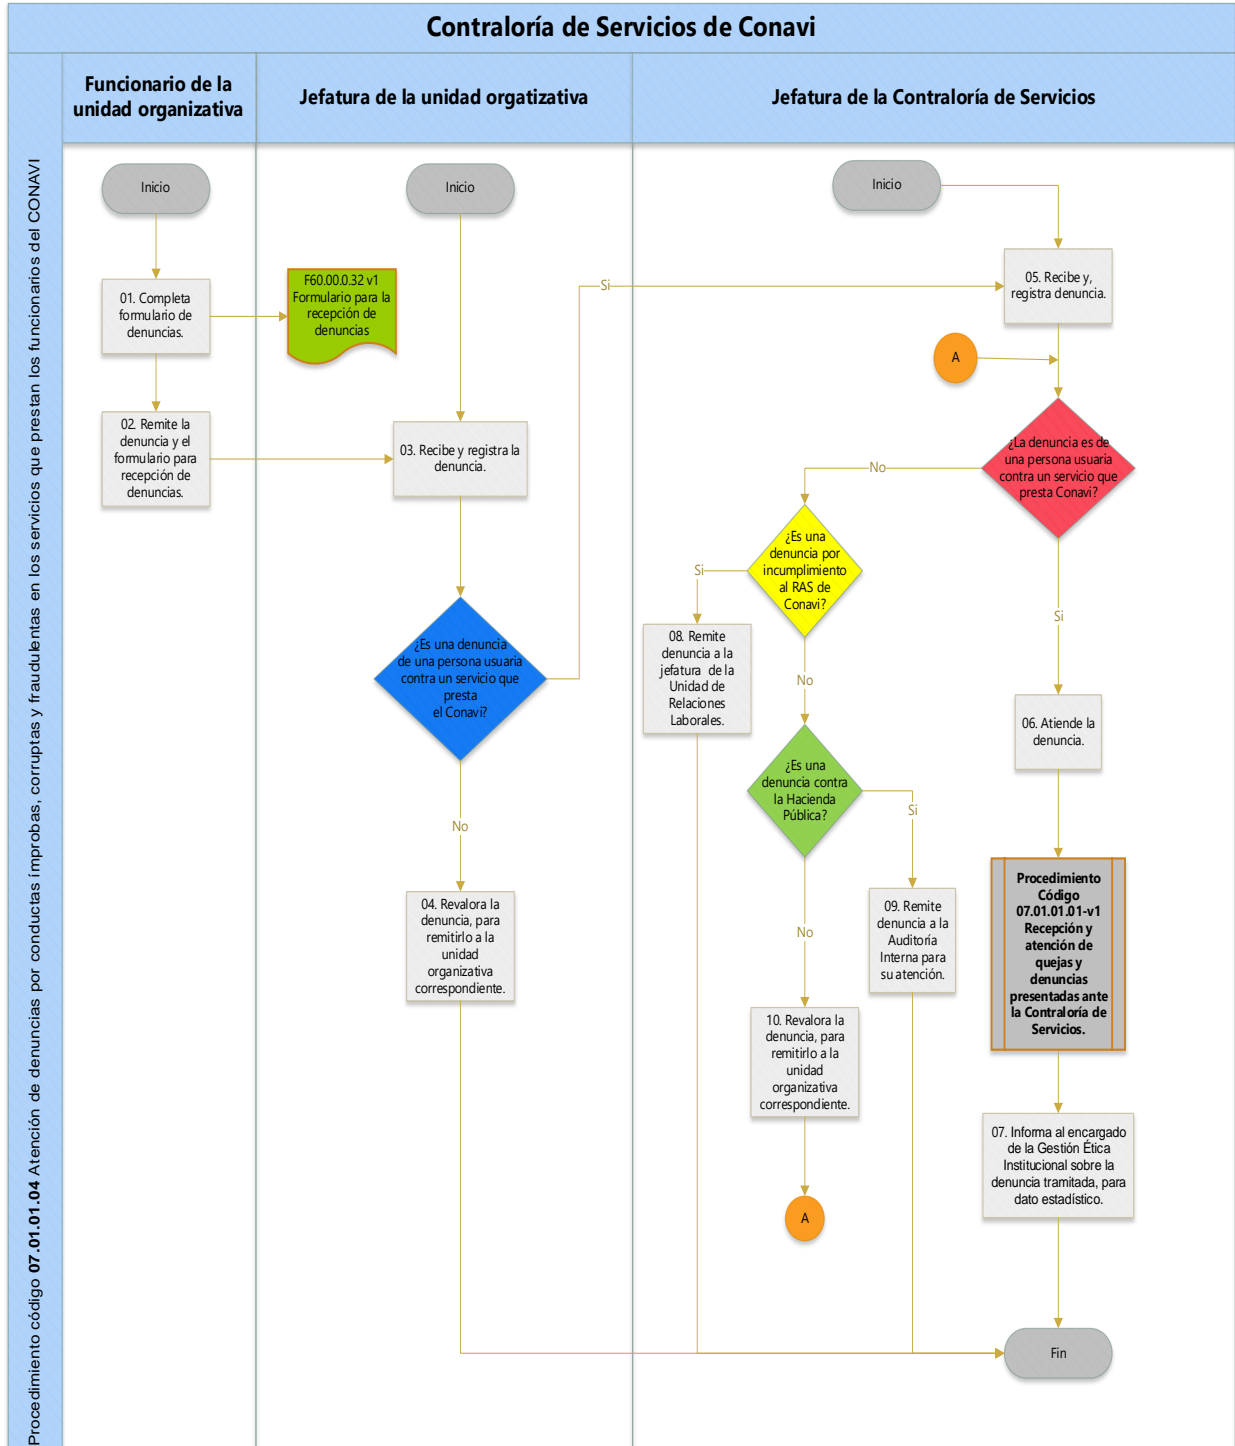 Contraloría de Servicios de Conavi
Procedimiento código 07.01.01.04 Atención de denuncias por conductas ímprobas, corruptas y fraudulentas en los servicios que prestan los funcionarios del CONAVI
Funcionario de la
unidad organizativa
Jefatura de la unidad orgatizativa
Jefatura de la Contraloría de Servicios
Inicio
01. Completa
formulario de
denuncias.
02. Remite la
denuncia y el
formulario para
recepción de
denuncias.
Inicio
F60.00.0.32 v1
Formulario para la
recepción de
denuncias
03. Recibe y registra la
denuncia.
¿Es una denuncia
de una persona usuaria
contra un servicio que
presta
el Conavi?
Si
No
04. Revalora la
denuncia, para
remitirlo a la
unidad
organizativa
correspondiente.
Inicio
05. Recibe y,
registra denuncia.
A
¿La denuncia es de
una persona usuaria
contra un servicio que
presta Conavi?
No
Si
¿Es una
denuncia por
incumplimiento
al RAS de
Conavi?
Si
No
08. Remite
denuncia a la
jefatura de la
Unidad de
Relaciones
Laborales.
06. Atiende la
denuncia.
¿Es una
denuncia contra
la Hacienda
Pública?
Si
No
09. Remite
denuncia a la
Auditoría
Interna para
su atención.
Procedimiento
Código
07.01.01.01-v1
Recepción y
atención de
quejas y
denuncias
presentadas ante
la Contraloría de
Servicios.
10. Revalora la
denuncia, para
remitirlo a la
unidad
organizativa
correspondiente.
07. Informa al encargado
de la Gestión Ética
Institucional sobre la
denuncia tramitada, para
dato estadístico.
A
Fin